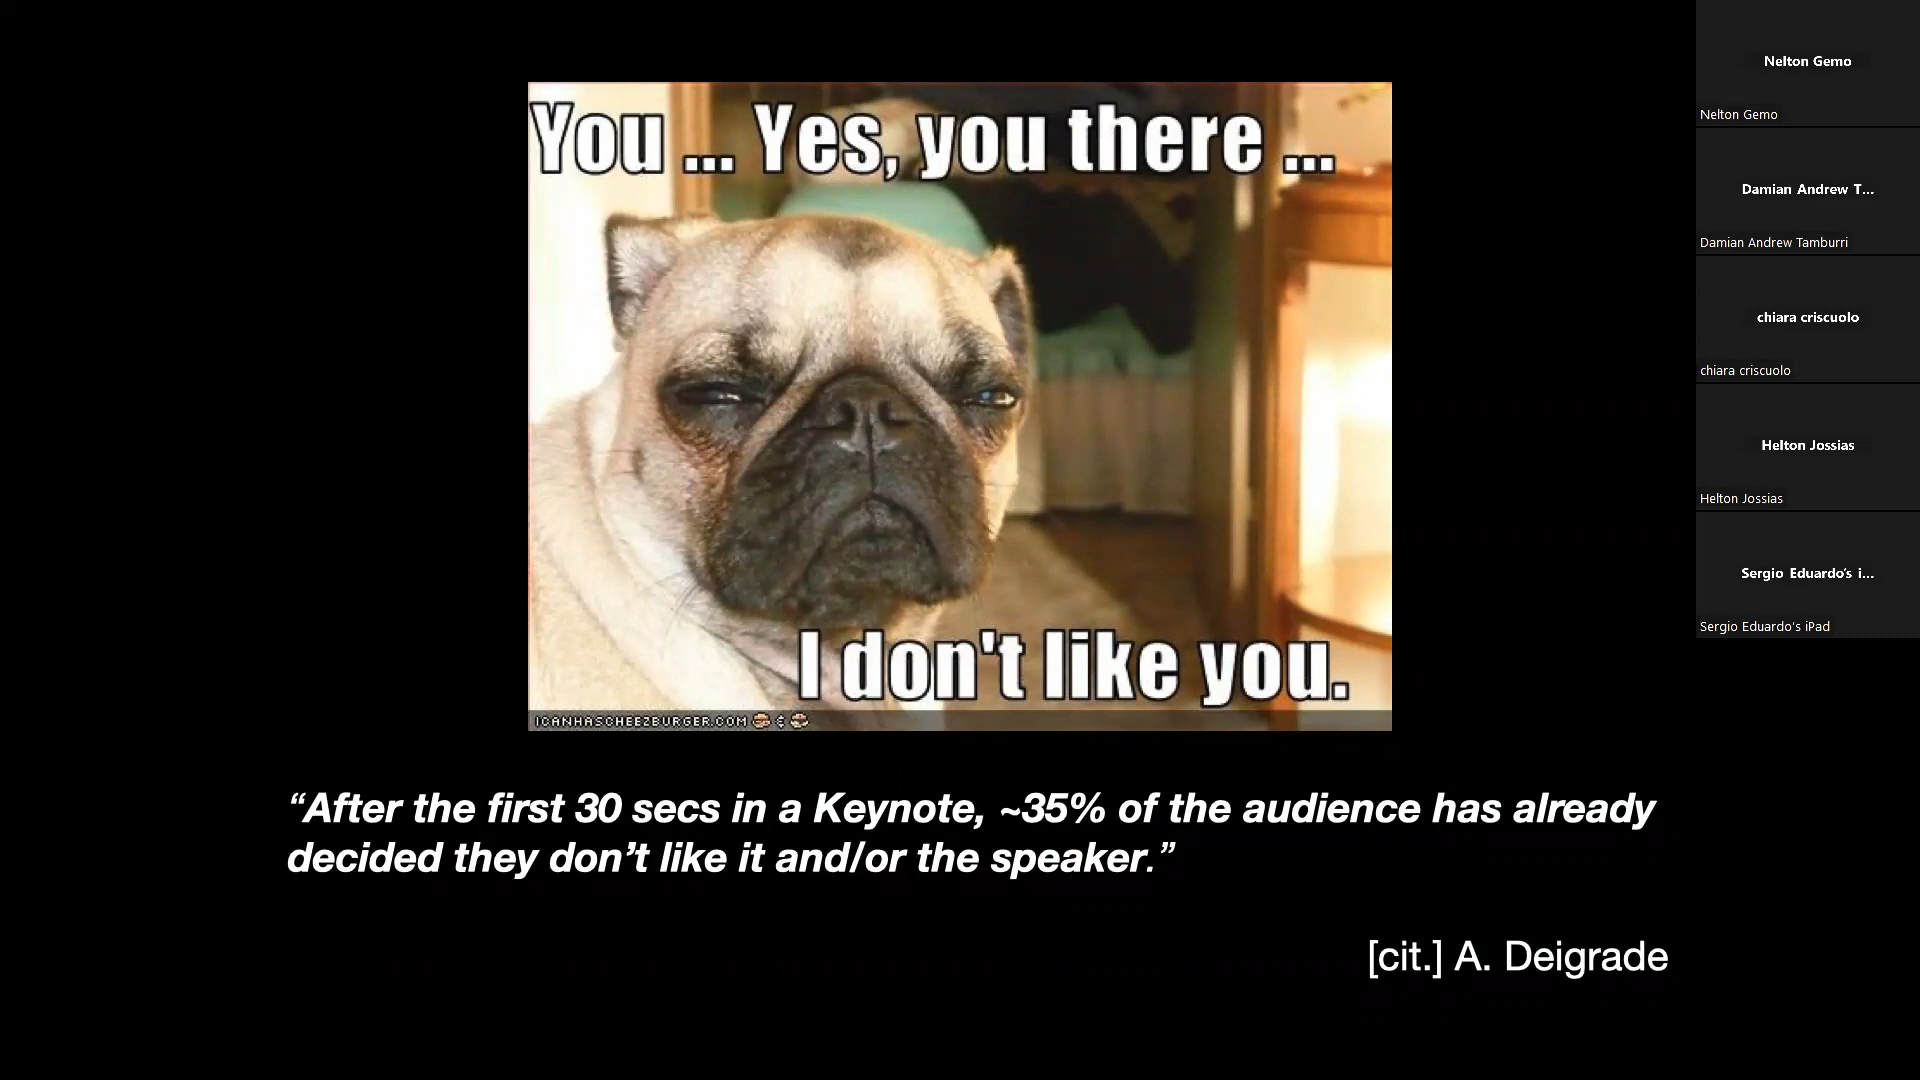 You ... Yes, you there ...
I don't like you.
ICANHASCHEEZBURGER.COM
“After the first 30 secs in a Keynote, ~35% of the audience has already
decided they don’t like it and/or the speaker.”
[cit.] A. Deigrade
Nelton Gemo
Nelton Gemo
Damian Andrew T...
Damian Andrew Tamburri
chiara criscuolo
chiara criscuolo
Helton Jossias
Helton Jossias
Sergio Eduardo's i...
Sergio Eduardo's iPad